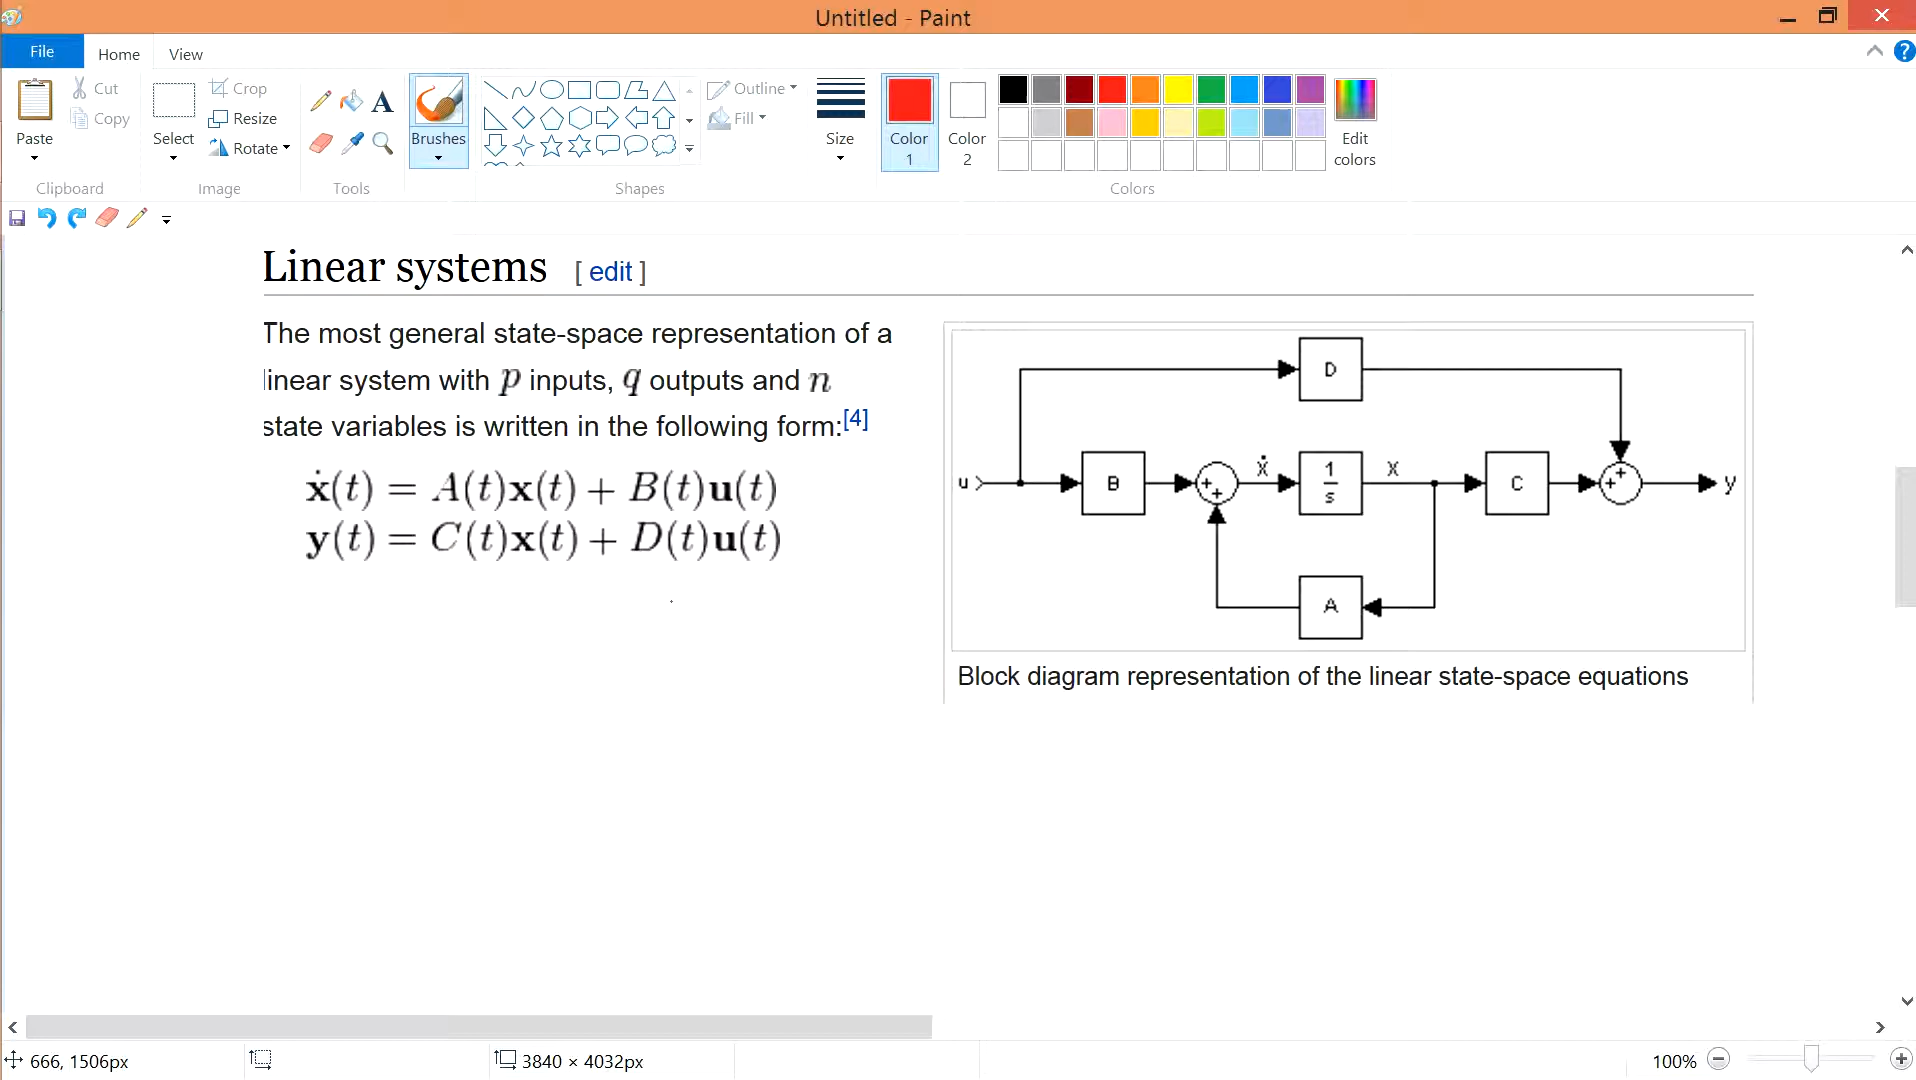 Untitled - Paint
File
Home
View
Paste
Cut
Copy
Clipboard
Select
Crop
Resize
Rotate
Image
A
Tools
Brushes
Shapes
Outline
Fill
Size
Color
1
Color
2
Edit
colors
Colors
Linear systems [ edit ]
The most general state-space representation of a
linear system with p inputs, q outputs and n
state variables is written in the following form:[4]
ẋ(t) = A(t)x(t) + B(t)u(t)
y(t) = C(t)x(t) + D(t)u(t)
D
u
B
+
+
ẋ
1
s
x
C
+
+
y
A
Block diagram representation of the linear state-space equations
666, 1506px
3840 × 4032px
100%